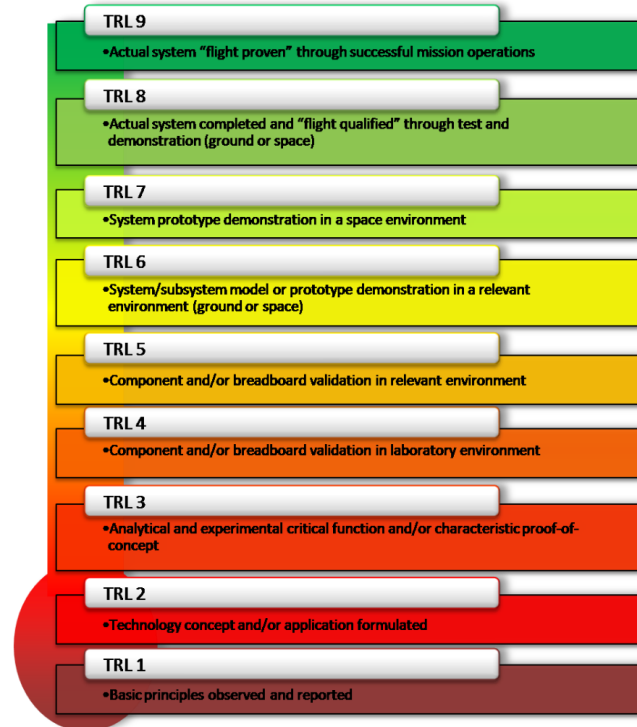 TRL 9
•Actual system “flight proven” through successful mission operations
TRL 8
•Actual system completed and “flight qualified” through test and
demonstration (ground or space)
TRL 7
•System prototype demonstration in a space environment
TRL 6
•System/subsystem model or prototype demonstration in a relevant
environment (ground or space)
TRL 5
•Component and/or breadboard validation in relevant environment
TRL 4
•Component and/or breadboard validation in laboratory environment
TRL 3
•Analytical and experimental critical function and/or characteristic proof-of-
concept
TRL 2
•Technology concept and/or application formulated
TRL 1
•Basic principles observed and reported